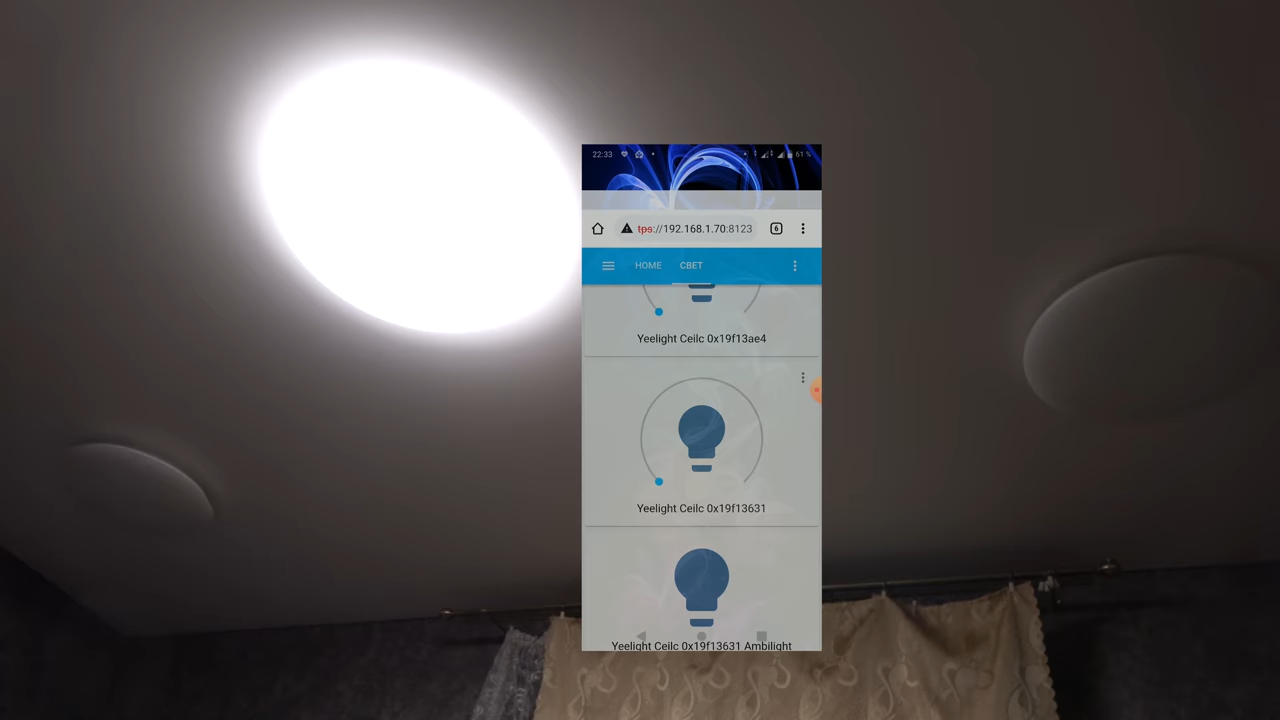 22:33 61 %
tps://192.168.1.70:8123 6
HOME СВЕТ
Yeelight Ceilc 0x19f13ae4
Yeelight Ceilc 0x19f13631
Yeelight Ceilc 0x19f13631 Ambilight